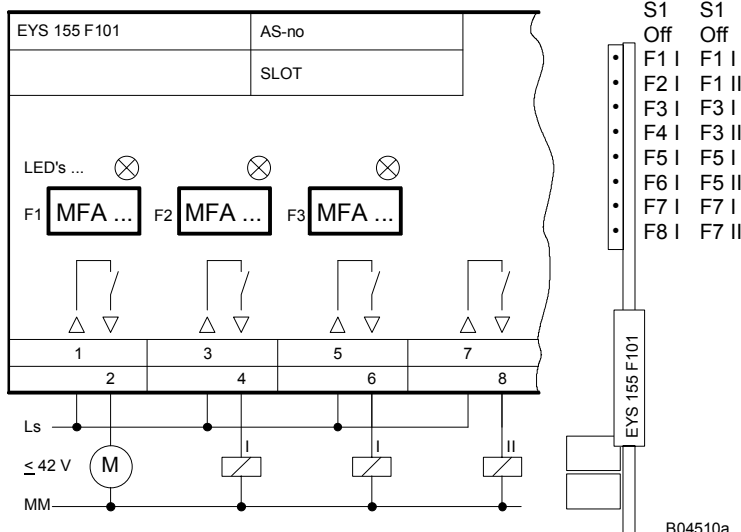 EYS 155 F101 AS-no
SLOT
LED's ...
F1 MFA ... F2 MFA ... F3 MFA ...
1 3 5 7
2 4 6 8
Ls
I I II
≤ 42 V M
MM
S1 S1
Off Off
F1 I F1 I
F2 I F1 II
F3 I F3 I
F4 I F3 II
F5 I F5 I
F6 I F5 II
F7 I F7 I
F8 I F7 II
EYS 155 F101
B04510a